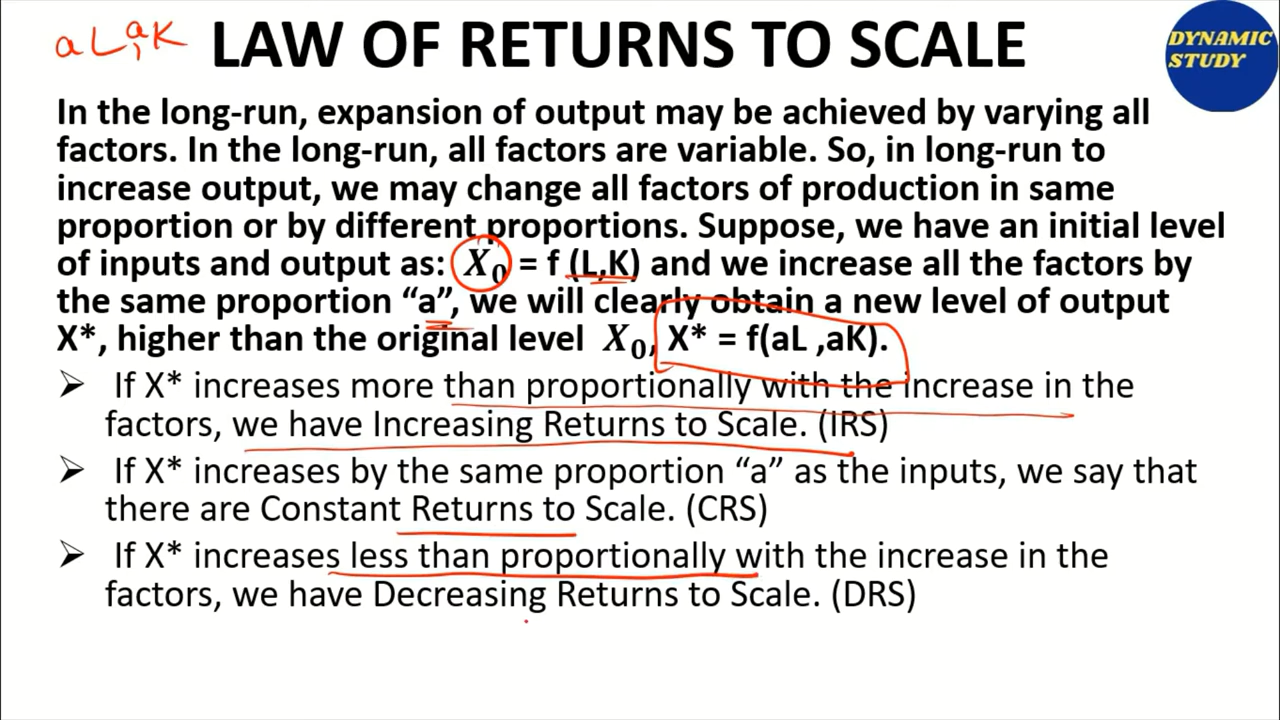 aL, aK
LAW OF RETURNS TO SCALE
DYNAMIC
STUDY
In the long-run, expansion of output may be achieved by varying all
factors. In the long-run, all factors are variable. So, in long-run to
increase output, we may change all factors of production in same
proportion or by different proportions. Suppose, we have an initial level
of inputs and output as: X₀ = f (L,K) and we increase all the factors by
the same proportion “a”, we will clearly obtain a new level of output
X*, higher than the original level X₀, X* = f(aL ,aK).
➢ If X* increases more than proportionally with the increase in the
factors, we have Increasing Returns to Scale. (IRS)
➢ If X* increases by the same proportion “a” as the inputs, we say that
there are Constant Returns to Scale. (CRS)
➢ If X* increases less than proportionally with the increase in the
factors, we have Decreasing Returns to Scale. (DRS)